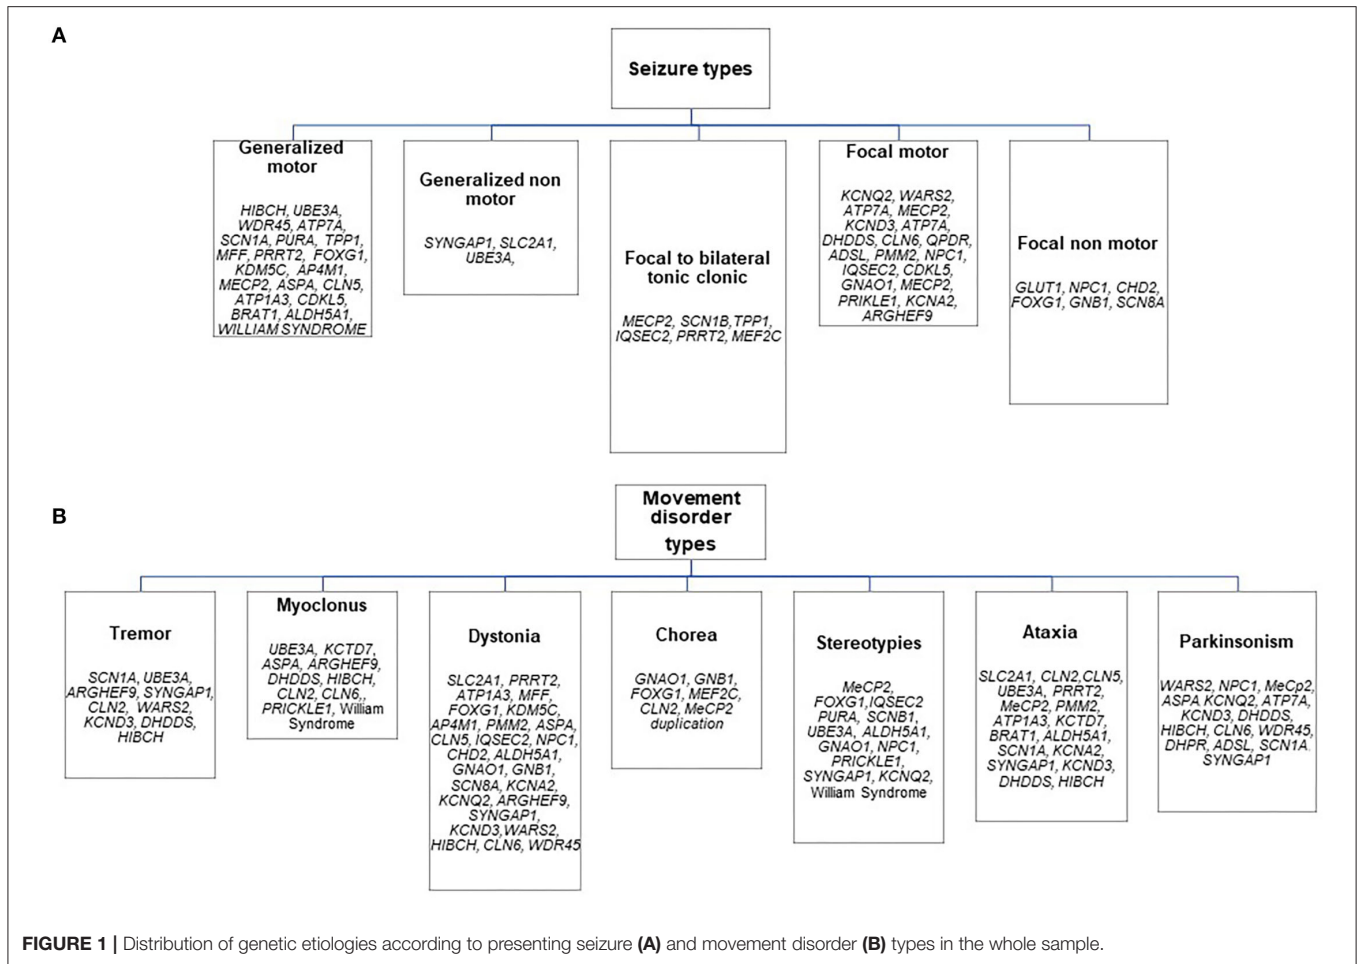 A
Seizure types
Generalized
motor
HIBCH, UBE3A,
WDR45, ATP7A,
SCN1A, PURA, TPP1,
MFF, PRRT2, FOXG1,
KDM5C, AP4M1,
MECP2, ASPA, CLN5,
ATP1A3, CDKL5,
BRAT1, ALDH5A1,
WILLIAM SYNDROME
Generalized non
motor
SYNGAP1, SLC2A1,
UBE3A,
Focal to bilateral
tonic clonic
MECP2, SCN1B,TPP1,
IQSEC2, PRRT2, MEF2C
Focal motor
KCNQ2, WARS2,
ATP7A, MECP2,
KCND3, ATP7A,
DHDDS, CLN6, QPDR,
ADSL, PMM2, NPC1,
IQSEC2, CDKL5,
GNAO1, MECP2,
PRIKLE1, KCNA2,
ARGHEF9
Focal non motor
GLUT1, NPC1, CHD2,
FOXG1, GNB1, SCN8A
B
Movement
disorder
types
Tremor
SCN1A, UBE3A,
ARGHEF9, SYNGAP1,
CLN2, WARS2,
KCND3, DHDDS,
HIBCH
Myoclonus
UBE3A, KCTD7,
ASPA, ARGHEF9,
DHDDS, HIBCH,
CLN2, CLN6,,
PRICKLE1, William
Syndrome
Dystonia
SLC2A1, PRRT2,
ATP1A3, MFF,
FOXG1, KDM5C,
AP4M1, PMM2, ASPA,
CLN5, IQSEC2, NPC1,
CHD2, ALDH5A1,
GNAO1, GNB1,
SCN8A, KCNA2,
KCNQ2, ARGHEF9,
SYNGAP1,
KCND3,WARS2,
HIBCH, CLN6, WDR45
Chorea
GNAO1, GNB1,
FOXG1, MEF2C,
CLN2, MeCP2
duplication
Stereotypies
MeCP2,
FOXG1,IQSEC2
PURA, SCNB1,
UBE3A, ALDH5A1,
GNAO1, NPC1,
PRICKLE1,
SYNGAP1, KCNQ2,
William Syndrome
Ataxia
SLC2A1, CLN2,CLN5,
UBE3A, PRRT2,
MeCP2, PMM2,
ATP1A3, KCTD7,
BRAT1, ALDH5A1,
SCN1A, KCNA2,
SYNGAP1, KCND3,
DHDDS, HIBCH
Parkinsonism
WARS2, NPC1, MeCp2,
ASPA KCNQ2, ATP7A,
KCND3, DHDDS,
HIBCH, CLN6, WDR45,
DHPR, ADSL, SCN1A.
SYNGAP1
FIGURE 1 | Distribution of genetic etiologies according to presenting seizure (A) and movement disorder (B) types in the whole sample.